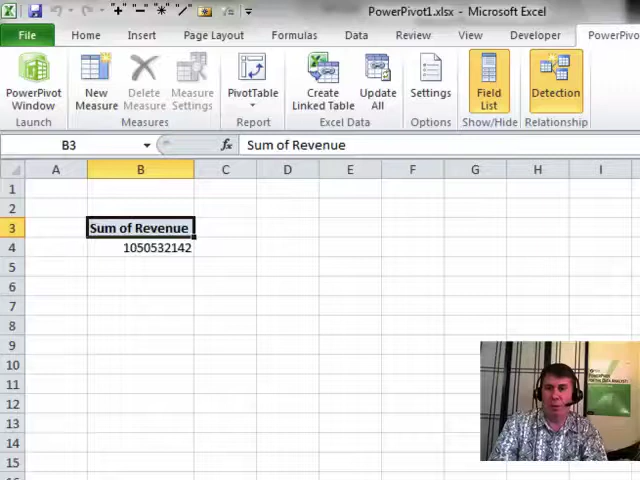 PowerPivot1.xlsx - Microsoft Excel
File Home Insert Page Layout Formulas Data Review View Developer PowerPivo
PowerPivot Window
Launch
New Measure
Delete Measure
Measure Settings
Measures
PivotTable
Report
Create Linked Table
Update All
Excel Data
Settings
Options
Field List
Show/Hide
Detection
Relationship
B3 fx Sum of Revenue
A B C D E F G H I
1
2
3 Sum of Revenue
4 1050532142
5
6
7
8
9
10
11
12
13
14
15